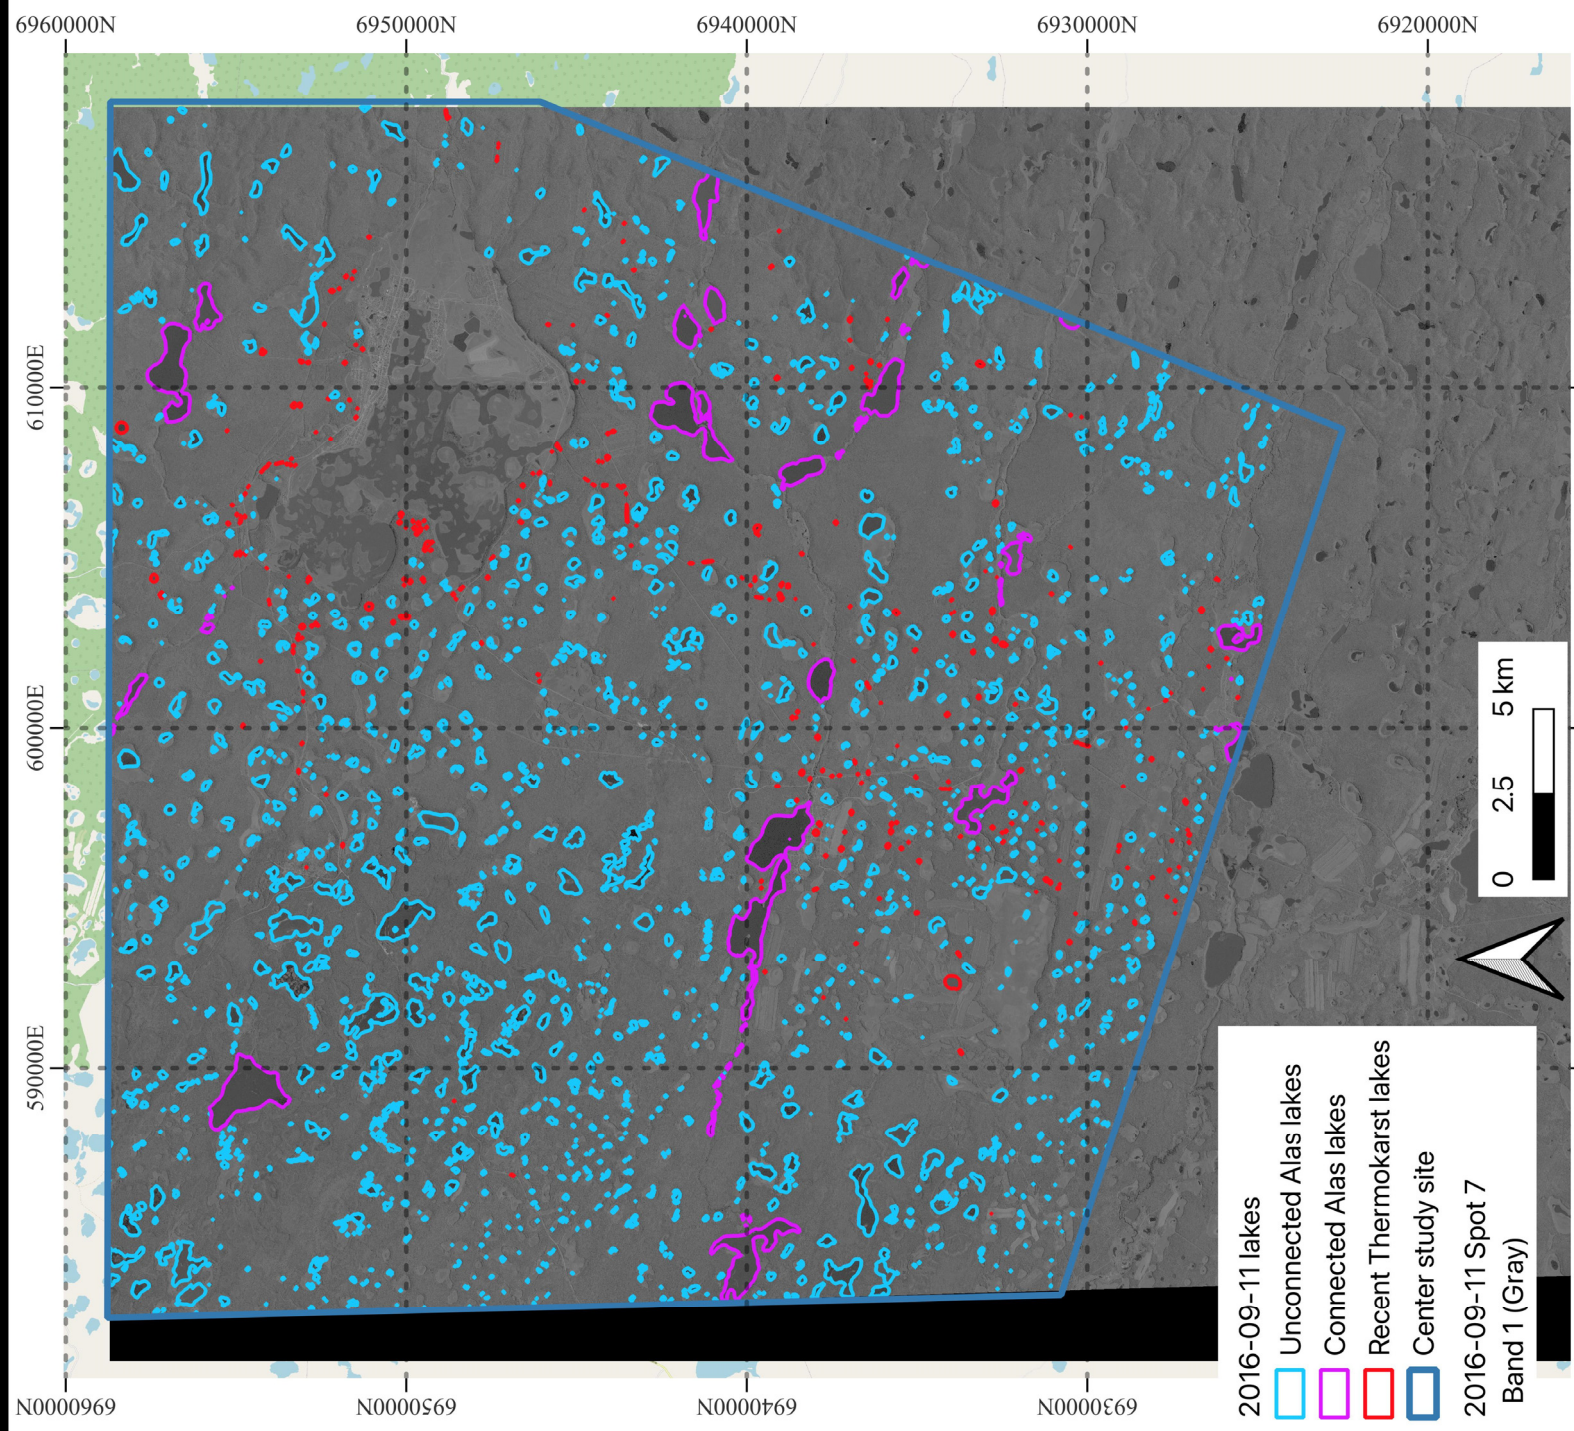 6960000N
6950000N
6940000N
6930000N
6920000N
610000E
600000E
590000E
0 2.5 5 km
2016-09-11 lakes
Unconnected Alas lakes
Connected Alas lakes
Recent Thermokarst lakes
Center study site
2016-09-11 Spot 7
Band 1 (Gray)
6960000N
6950000N
6940000N
6930000N